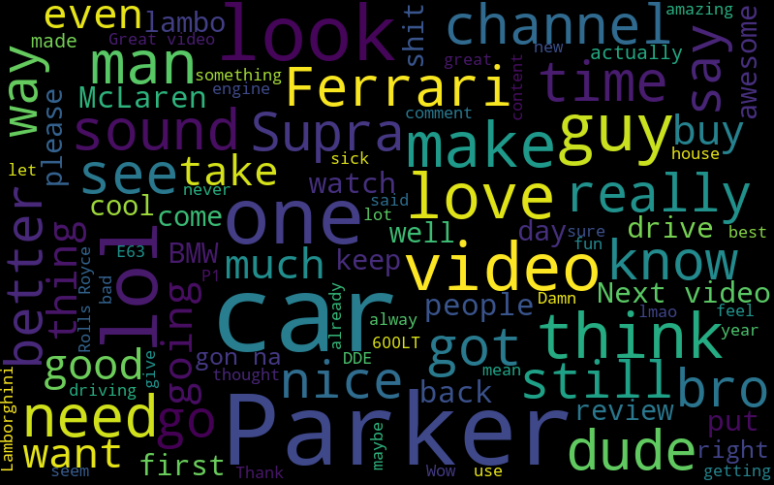 even
lambo
look
shit
channel
amazing
made
Great video
man
great
new
actually
say
awesome
way
something
engine
Ferrari
content
time
McLaren
please
sound
Supra
comment
make
guy
buy
house
let
see
take
sick
never
watch
said
love
really
better
cool
come
one
lot
well
day
sure
drive
best
fun
thing
lol
E63
BMW
much
keep
video
know
Rolls Royce
bad
P1
car
already
people
Damn
Next video
lmao
feel
going
alway
600LT
got
think
year
good
give
gon na
DDE
mean
Lamborghini
driving
thought
nice
back
still
bro
need
go
Parker
review
put
want
first
maybe
dude
right
seem
Thank
Wow
use
getting